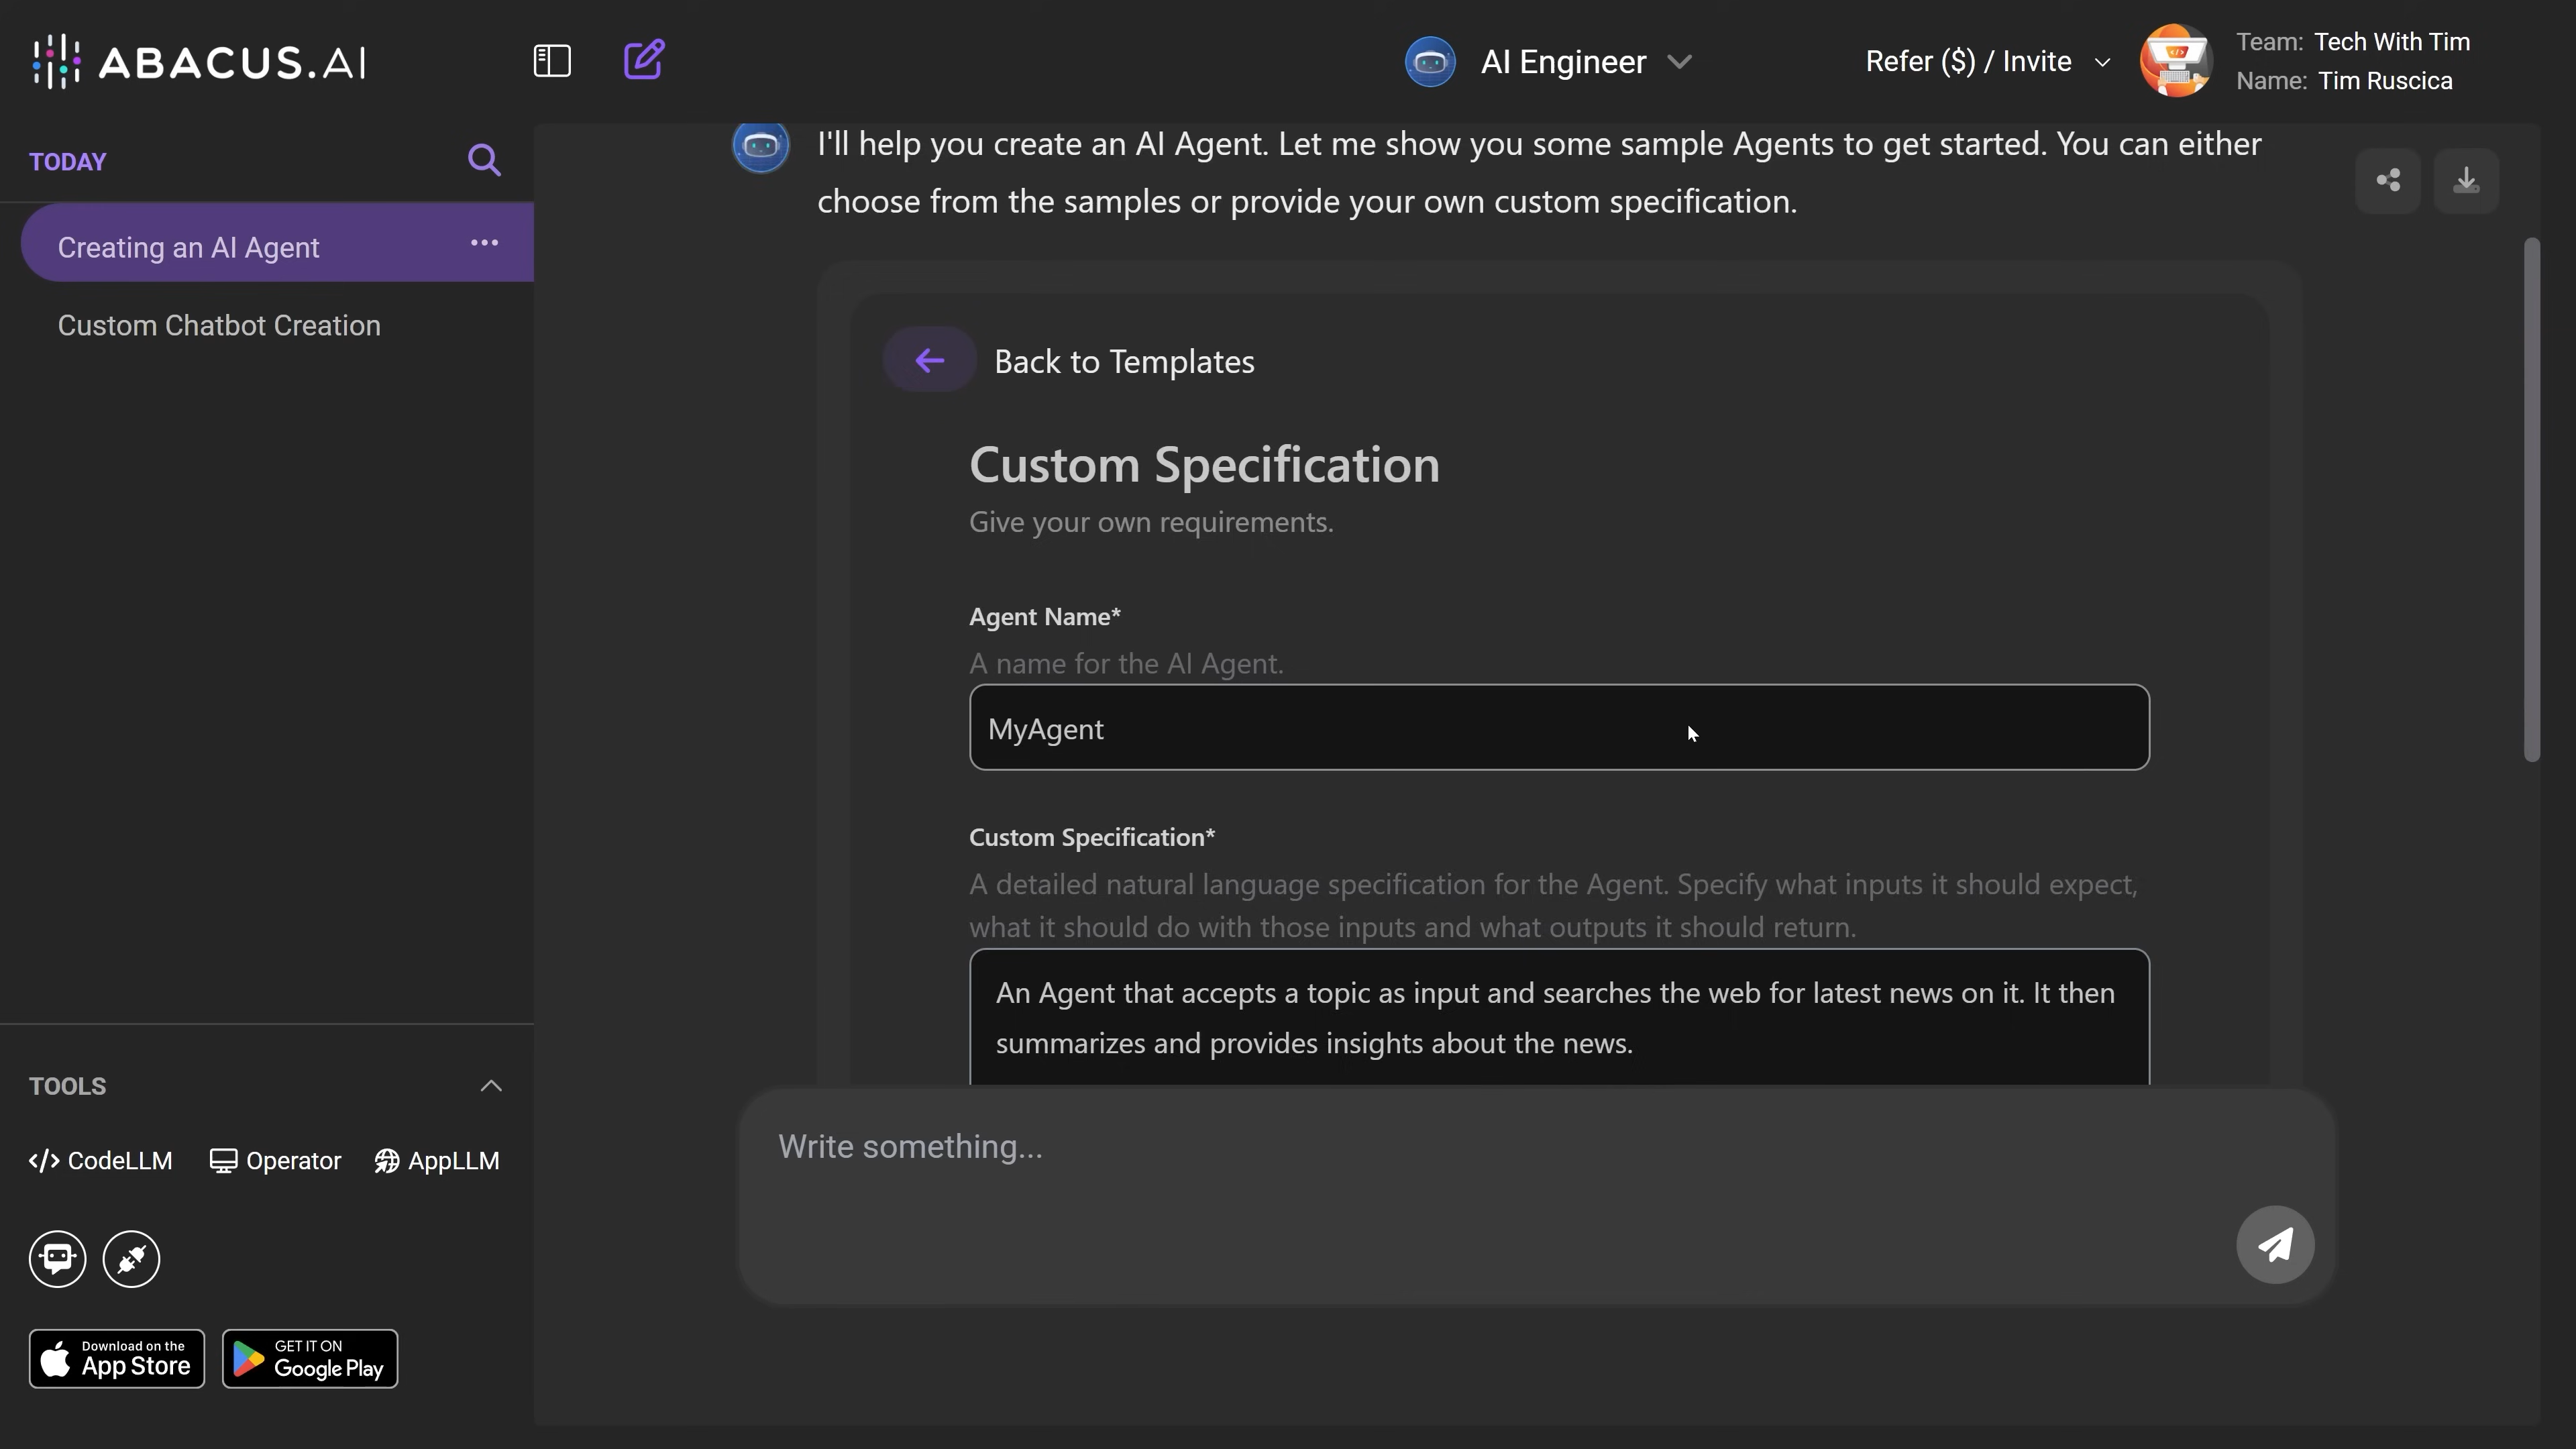 ABACUS.AI
AI Engineer
Refer ($) / Invite
Team: Tech With Tim
Name: Tim Ruscica
TODAY
Creating an AI Agent
Custom Chatbot Creation
I'll help you create an AI Agent. Let me show you some sample Agents to get started. You can either
choose from the samples or provide your own custom specification.
Back to Templates
Custom Specification
Give your own requirements.
Agent Name*
A name for the AI Agent.
MyAgent
Custom Specification*
A detailed natural language specification for the Agent. Specify what inputs it should expect,
what it should do with those inputs and what outputs it should return.
An Agent that accepts a topic as input and searches the web for latest news on it. It then
summarizes and provides insights about the news.
Write something...
TOOLS
CodeLLM
Operator
AppLLM
Download on the
App Store
GET IT ON
Google Play